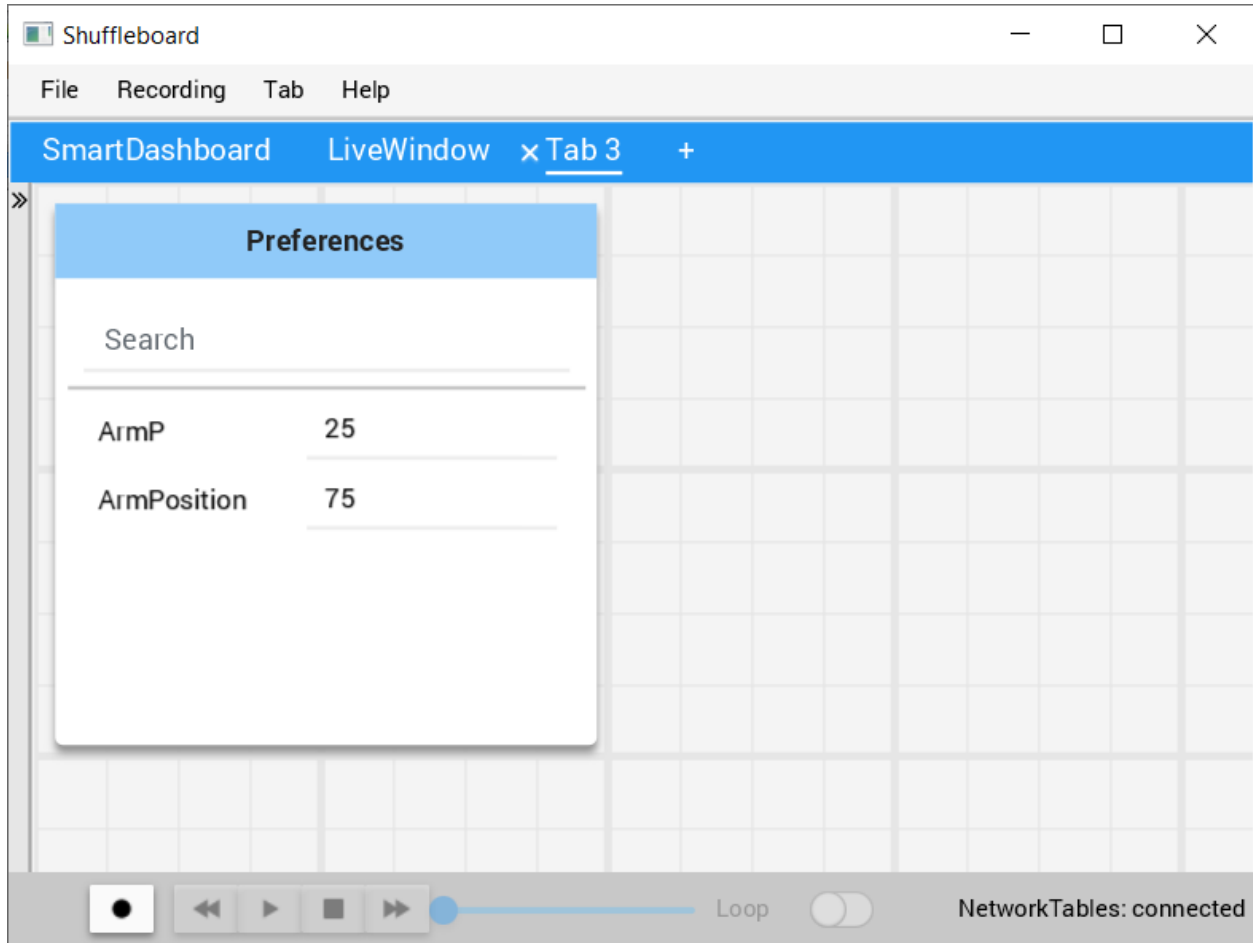 Shuffleboard
File Recording Tab Help
SmartDashboard LiveWindow Tab 3 +
Preferences
Search
ArmP 25
ArmPosition 75
Loop NetworkTables: connected